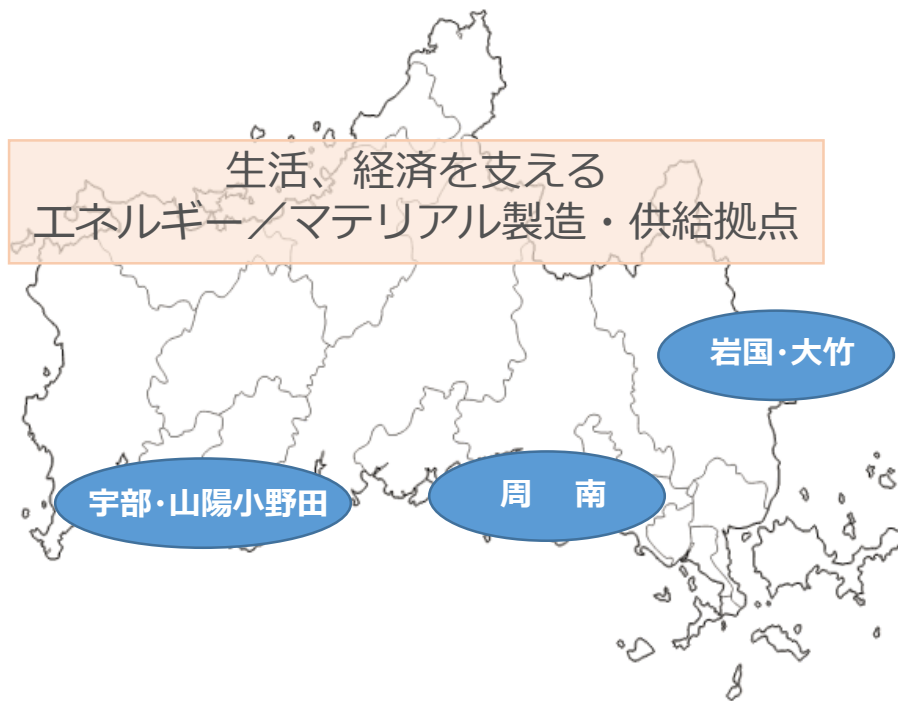 生活、経済を支える
エネルギー／マテリアル製造・供給拠点
岩国・大竹
宇部・山陽小野田
周　南